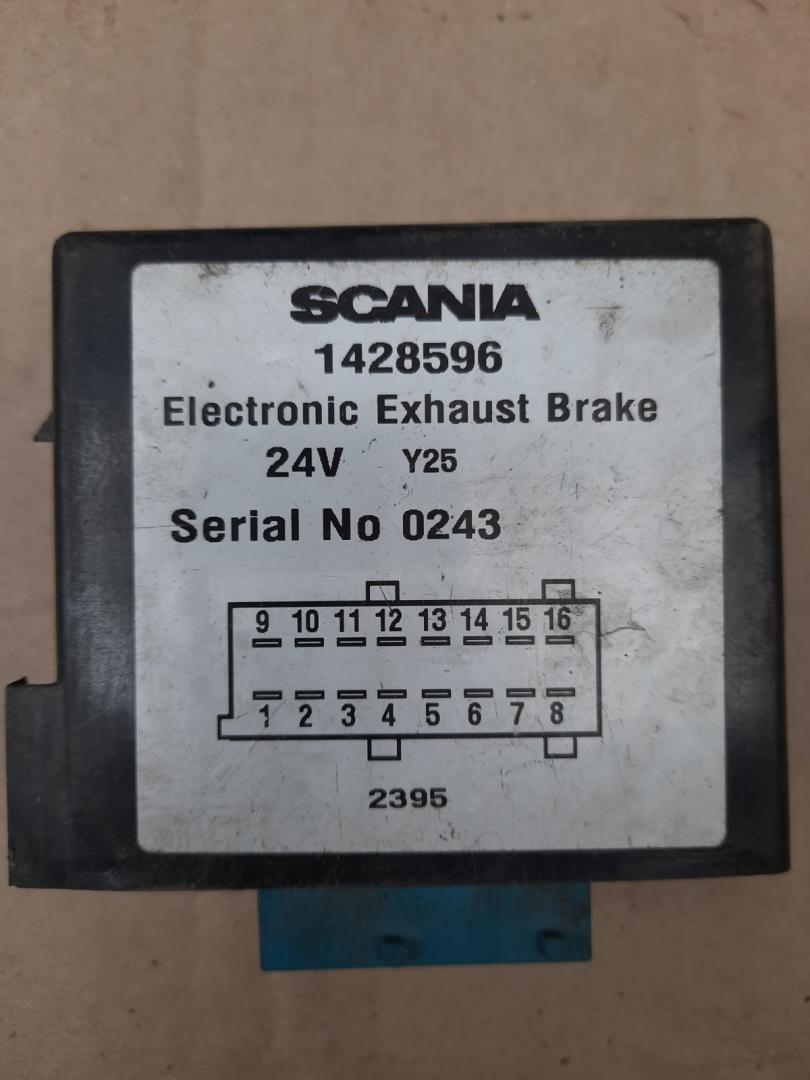 SCANIA
1428596
Electronic Exhaust Brake
24V Y25
Serial No 0243
9 10 11 12 13 14 15 16
1 2 3 4 5 6 7 8
2395